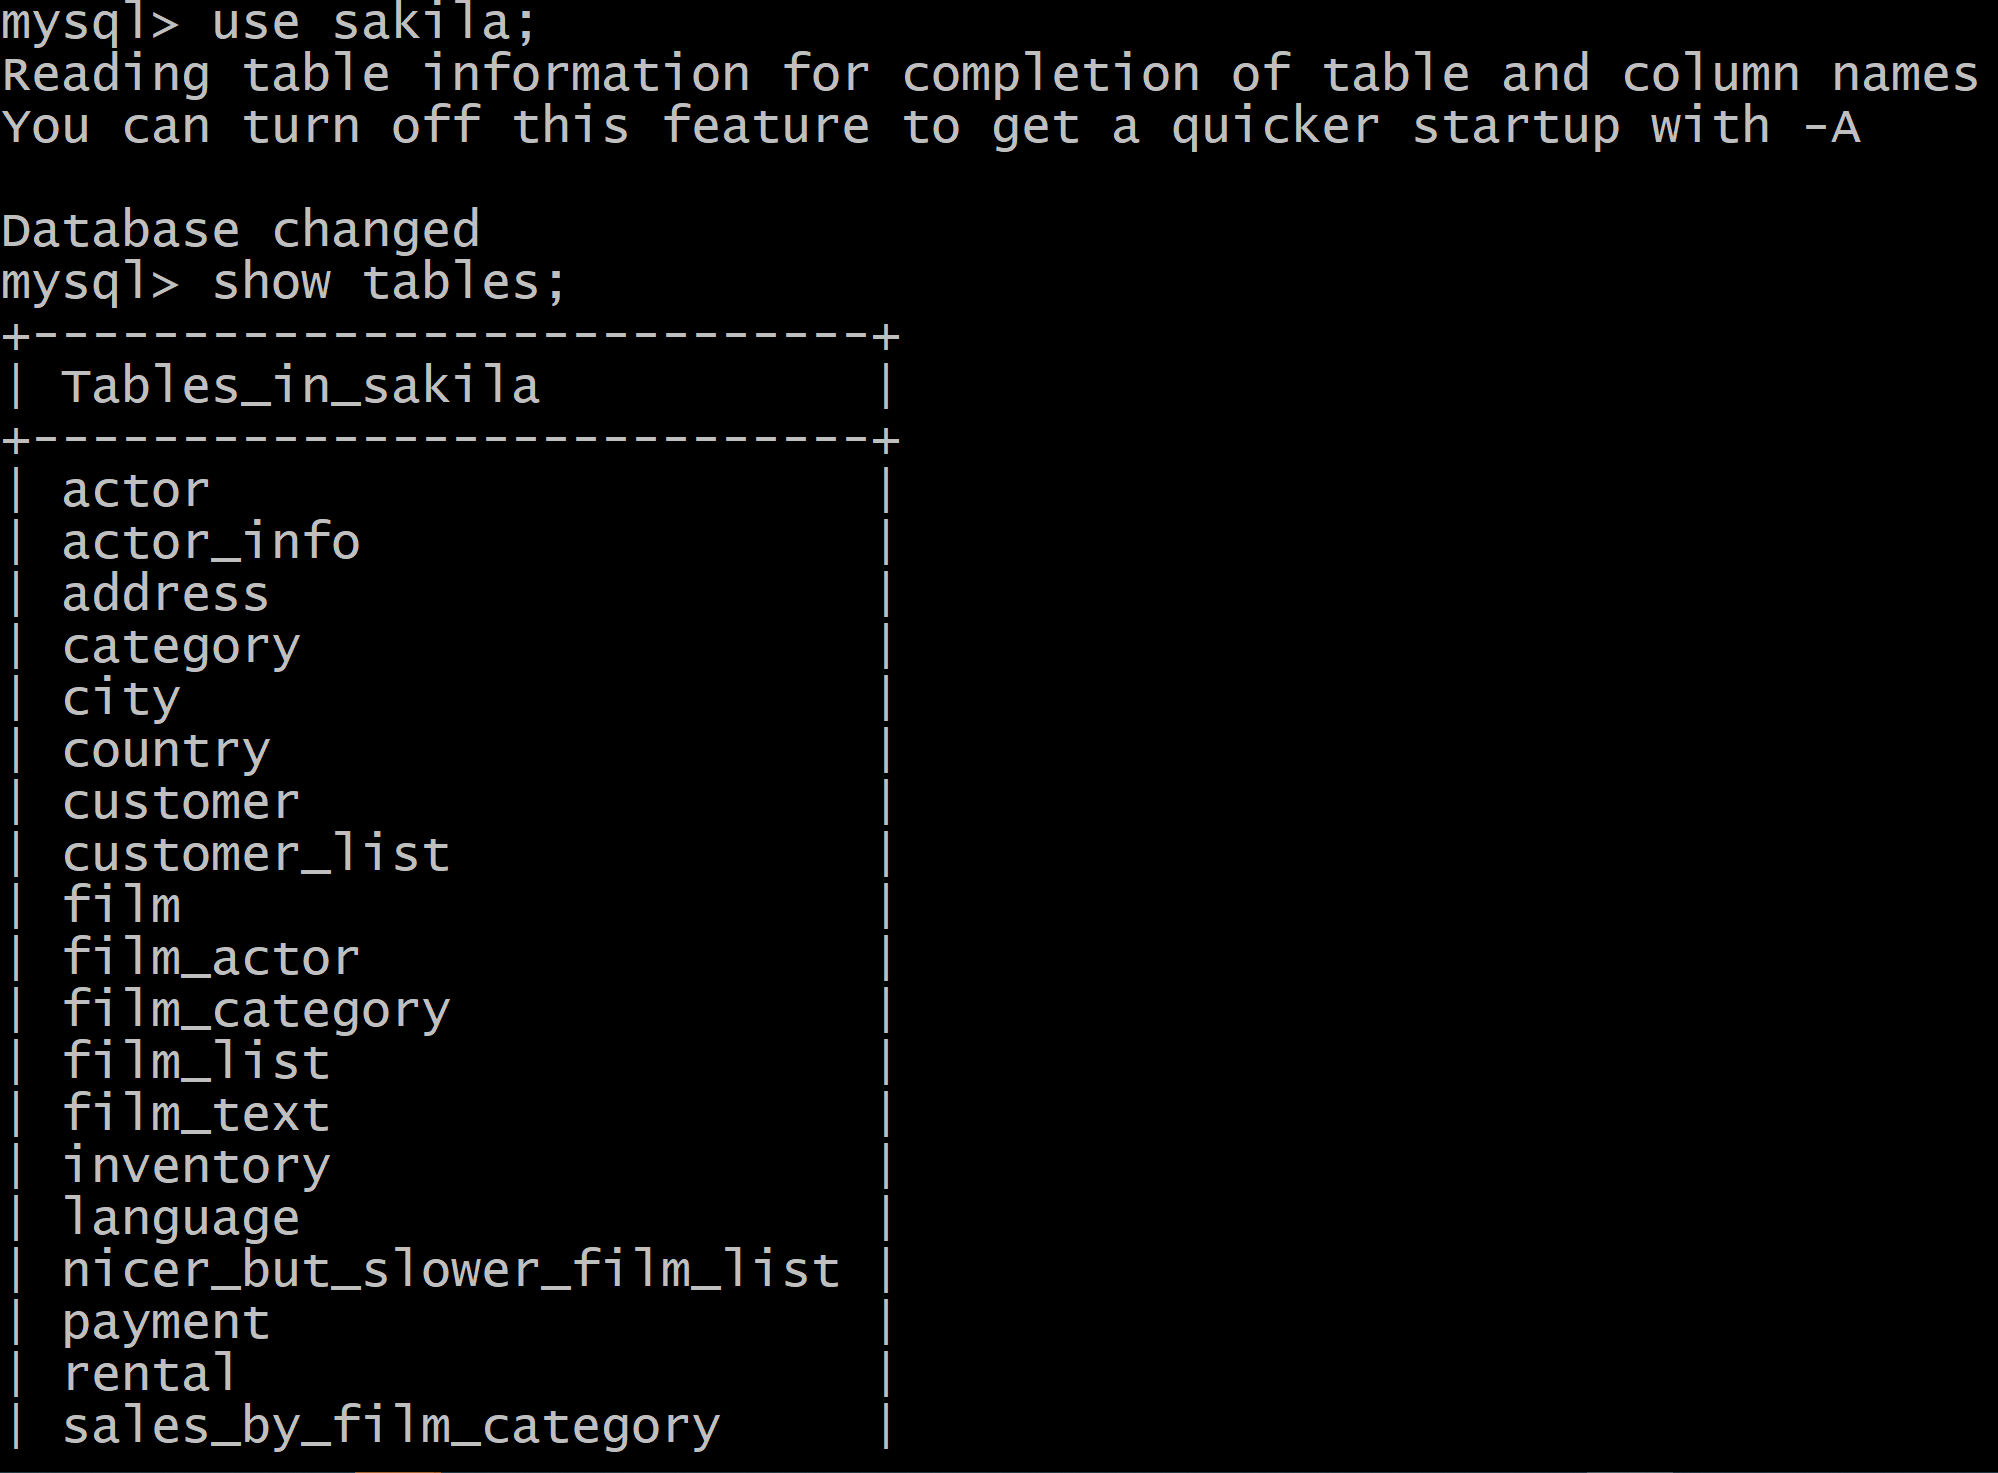 mysql> use sakila;
Reading table information for completion of table and column names
You can turn off this feature to get a quicker startup with -A
Database changed
mysql> show tables;
+----------------------------+
| Tables_in_sakila           |
+----------------------------+
| actor                      |
| actor_info                 |
| address                    |
| category                   |
| city                       |
| country                    |
| customer                   |
| customer_list              |
| film                       |
| film_actor                 |
| film_category              |
| film_list                  |
| film_text                  |
| inventory                  |
| language                   |
| nicer_but_slower_film_list |
| payment                    |
| rental                     |
| sales_by_film_category     |